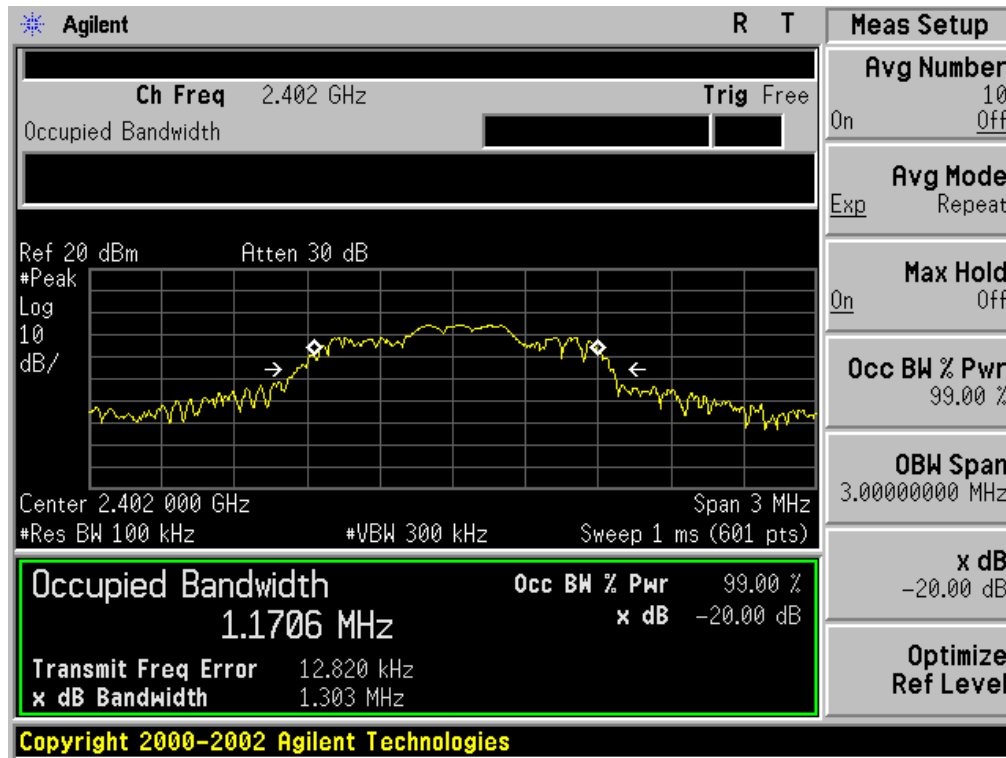 Agilent R T
Ch Freq 2.402 GHz Trig Free
Occupied Bandwidth
Ref 20 dBm Atten 30 dB
#Peak
Log
10
dB/
Center 2.402 000 GHz Span 3 MHz
#Res BW 100 kHz #VBW 300 kHz Sweep 1 ms (601 pts)
Occupied Bandwidth Occ BW % Pwr 99.00 %
1.1706 MHz x dB -20.00 dB
Transmit Freq Error 12.820 kHz
x dB Bandwidth 1.303 MHz
Copyright 2000-2002 Agilent Technologies
Meas Setup
Avg Number
10
On Off
Avg Mode
Exp Repeat
Max Hold
On Off
Occ BW % Pwr
99.00 %
OBW Span
3.00000000 MHz
x dB
-20.00 dB
Optimize
Ref Level